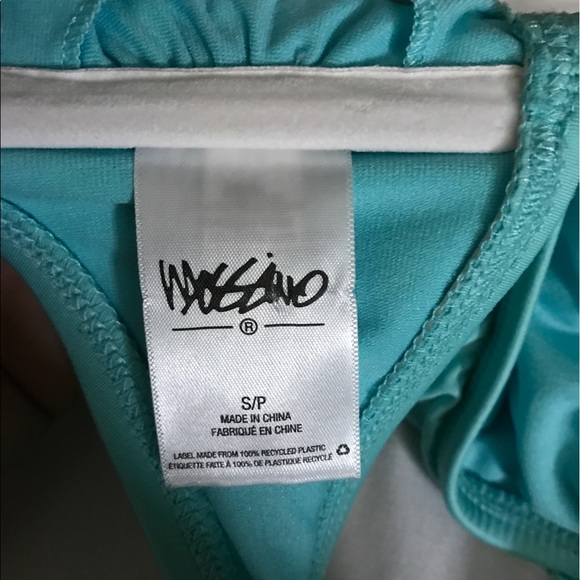 Mossimo
®
S/P
MADE IN CHINA
FABRIQUÉ EN CHINE
LABEL MADE FROM 100% RECYCLED PLASTIC
ÉTIQUETTE FAITE À 100% DE PLASTIQUE RECYCLÉ